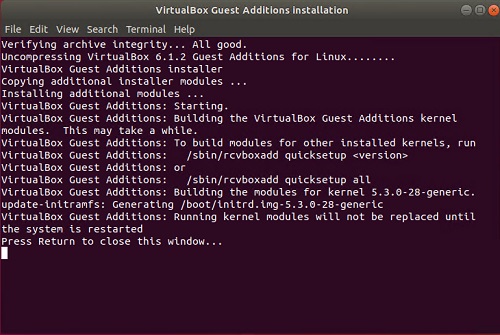 VirtualBox Guest Additions installation
File Edit View Search Terminal Help
Verifying archive integrity... All good.
Uncompressing VirtualBox 6.1.2 Guest Additions for Linux........
VirtualBox Guest Additions installer
Copying additional installer modules ...
Installing additional modules ...
VirtualBox Guest Additions: Starting.
VirtualBox Guest Additions: Building the VirtualBox Guest Additions kernel
modules.  This may take a while.
VirtualBox Guest Additions: To build modules for other installed kernels, run
VirtualBox Guest Additions:   /sbin/rcvboxadd quicksetup <version>
VirtualBox Guest Additions: or
VirtualBox Guest Additions:   /sbin/rcvboxadd quicksetup all
VirtualBox Guest Additions: Building the modules for kernel 5.3.0-28-generic.
update-initramfs: Generating /boot/initrd.img-5.3.0-28-generic
VirtualBox Guest Additions: Running kernel modules will not be replaced until
the system is restarted
Press Return to close this window...